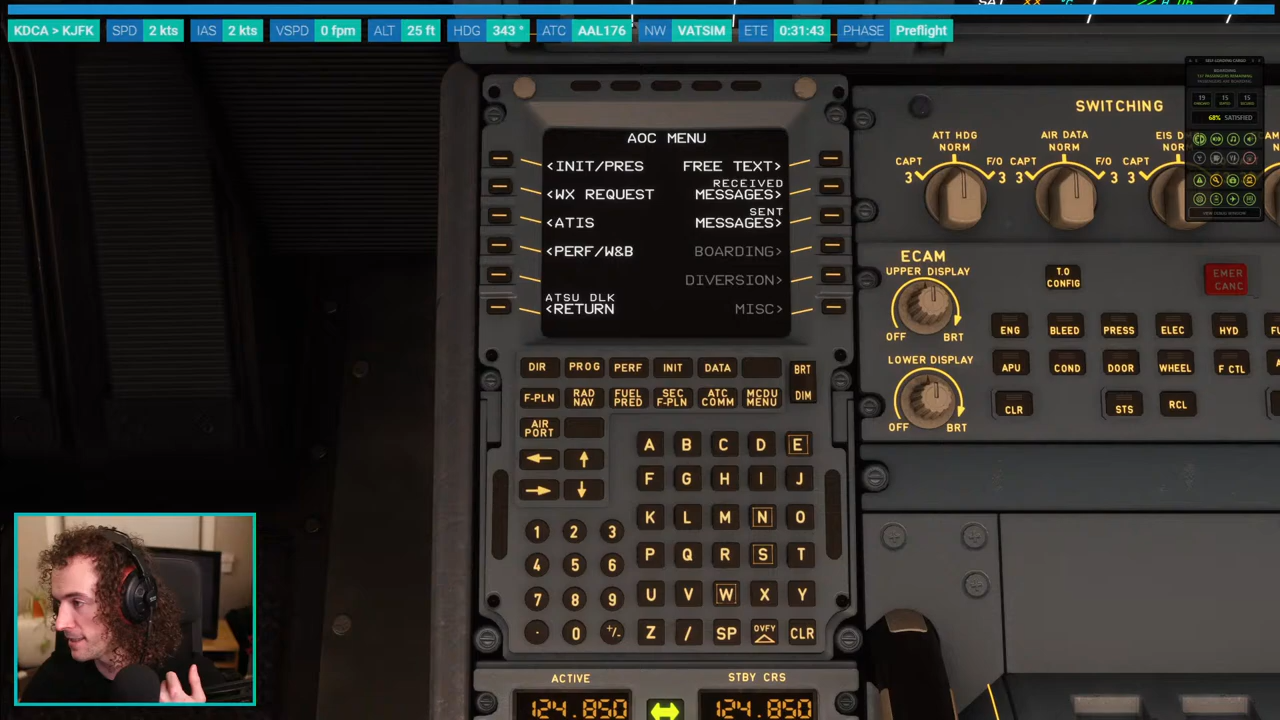 KDCA > KJFK SPD 2 kts IAS 2 kts VSPD 0 fpm ALT 25 ft HDG 343 ° ATC AAL176 NW VATSIM ETE 0:31:43 PHASE Preflight
AOC MENU
<INIT/PRES FREE TEXT>
RECEIVED
<WX REQUEST MESSAGES>
SENT
<ATIS MESSAGES>
<PERF/W&B BOARDING>
DIVERSION>
ATSU DLK
<RETURN MISC>
DIR PROG PERF INIT DATA BRT
F-PLN RAD NAV FUEL PRED SEC F-PLN ATC COMM MCDU MENU DIM
AIR PORT
A B C D E
F G H I J
K L M N O
1 2 3
P Q R S T
4 5 6
U V W X Y
7 8 9
Z / SP OVFY CLR
. 0 +/-
ACTIVE STBY CRS
124.850 124.850
SWITCHING
ATT HDG AIR DATA EIS D
NORM NORM NORM
CAPT F/O CAPT F/O CAPT
3 3 3 3 3
ECAM
UPPER DISPLAY
OFF BRT
LOWER DISPLAY
OFF BRT
T.O CONFIG
EMER CANC
ENG BLEED PRESS ELEC HYD
APU COND DOOR WHEEL F CTL
CLR STS RCL
68% SATISFIED